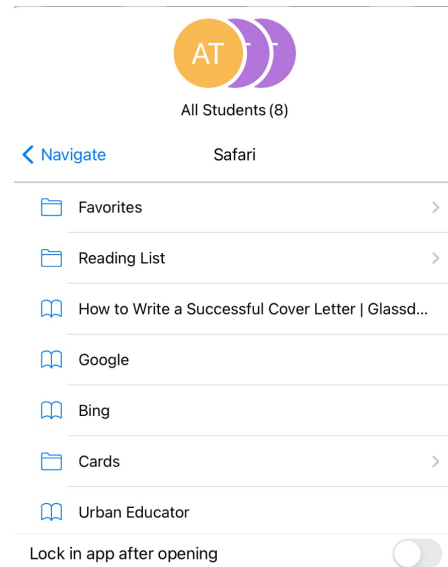 AT
All Students (8)
Navigate
Safari
Favorites
Reading List
How to Write a Successful Cover Letter | Glassd...
Google
Bing
Cards
Urban Educator
Lock in app after opening